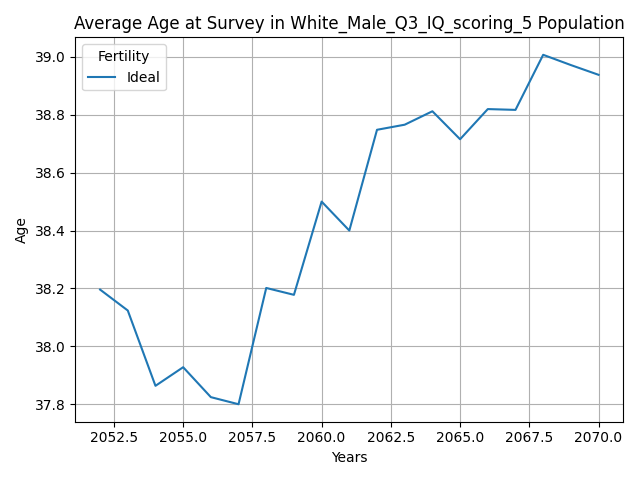 Average Age at Survey in White_Male_Q3_IQ_scoring_5 Population
Fertility
Ideal
39.0
38.8
38.6
38.4
38.2
38.0
37.8
Age
2052.5 2055.0 2057.5 2060.0 2062.5 2065.0 2067.5 2070.0
Years